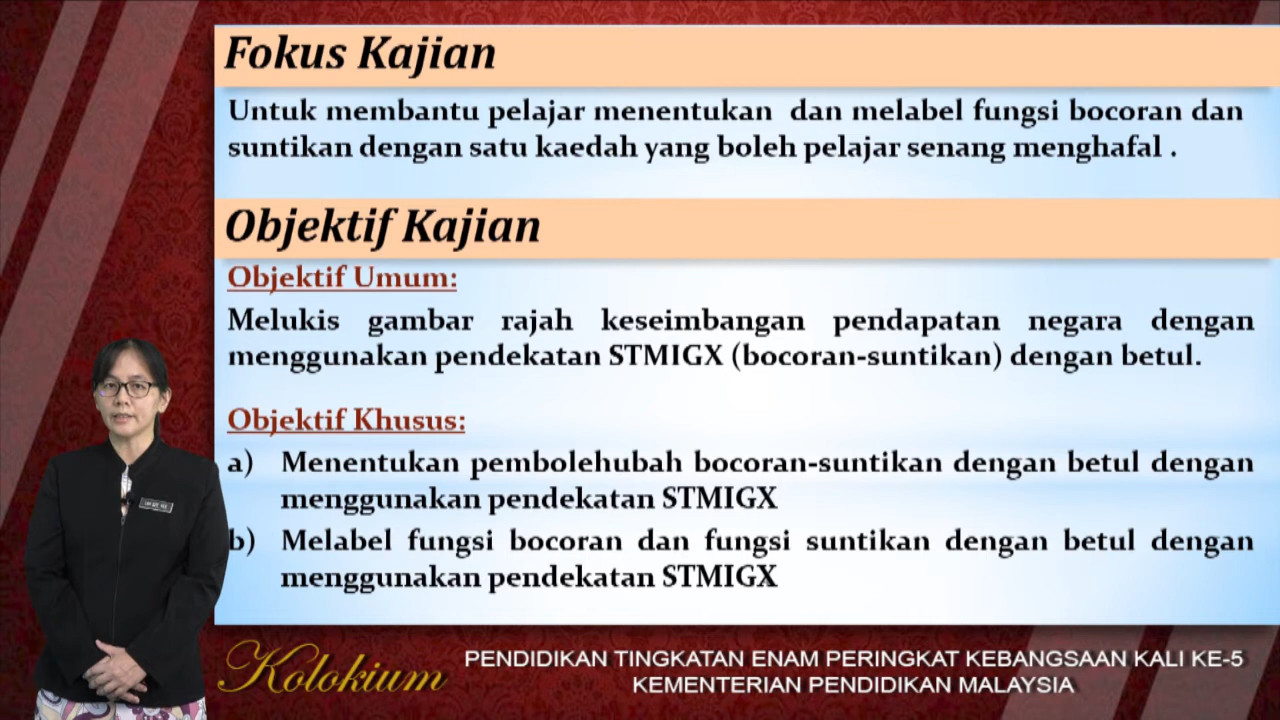 Fokus Kajian
Untuk membantu pelajar menentukan dan melabel fungsi bocoran dan
suntikan dengan satu kaedah yang boleh pelajar senang menghafal .
Objektif Kajian
Objektif Umum:
Melukis gambar rajah keseimbangan pendapatan negara dengan
menggunakan pendekatan STMIGX (bocoran-suntikan) dengan betul.
Objektif Khusus:
a) Menentukan pembolehubah bocoran-suntikan dengan betul dengan
menggunakan pendekatan STMIGX
b) Melabel fungsi bocoran dan fungsi suntikan dengan betul dengan
menggunakan pendekatan STMIGX
Kolokium
PENDIDIKAN TINGKATAN ENAM PERINGKAT KEBANGSAAN KALI KE-5
KEMENTERIAN PENDIDIKAN MALAYSIA